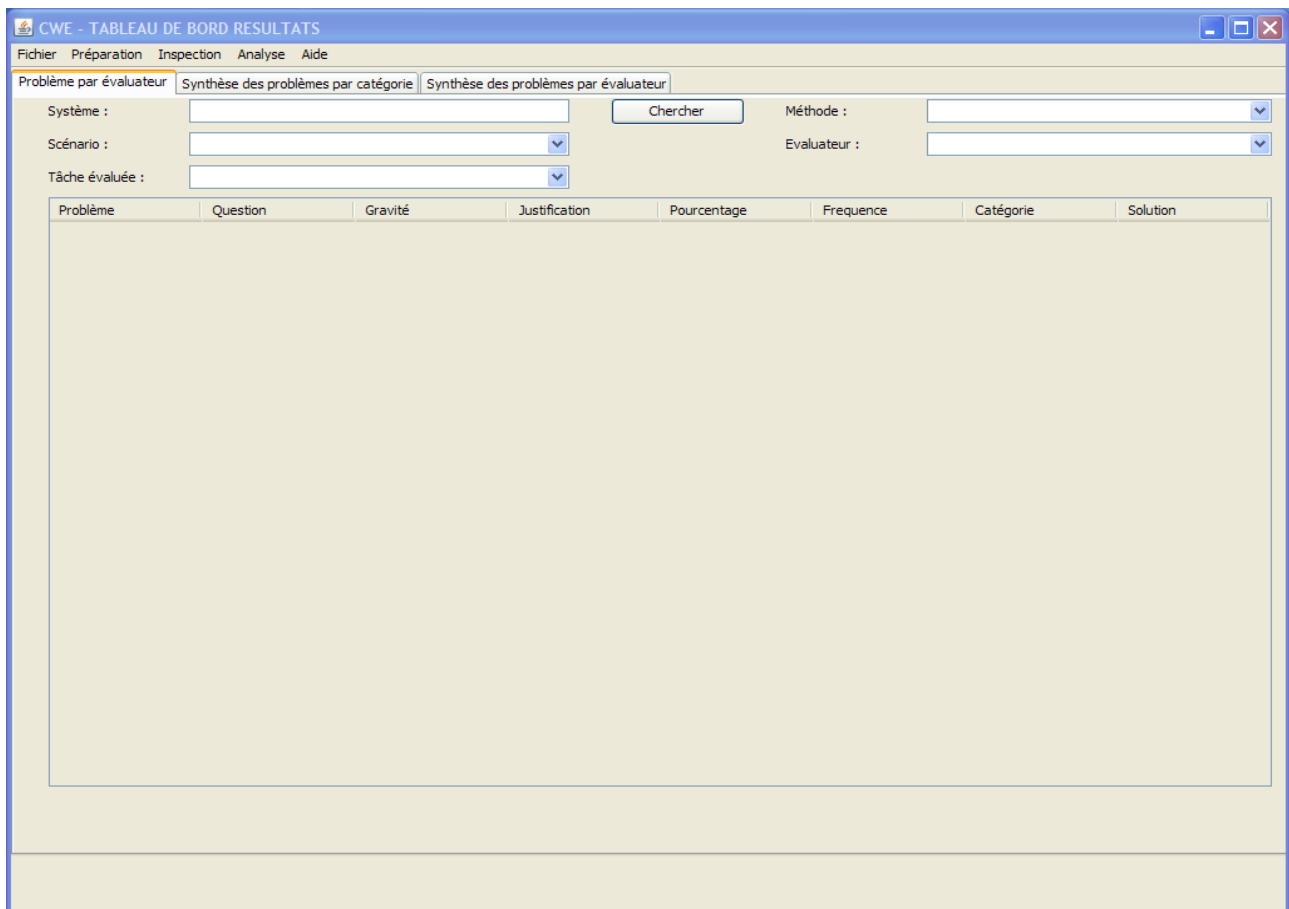 CWE - TABLEAU DE BORD RESULTATS
Fichier Préparation Inspection Analyse Aide
Problème par évaluateur Synthèse des problèmes par catégorie Synthèse des problèmes par évaluateur
Système : Chercher Méthode :
Scénario : Evaluateur :
Tâche évaluée :
Problème Question Gravité Justification Pourcentage Frequence Catégorie Solution